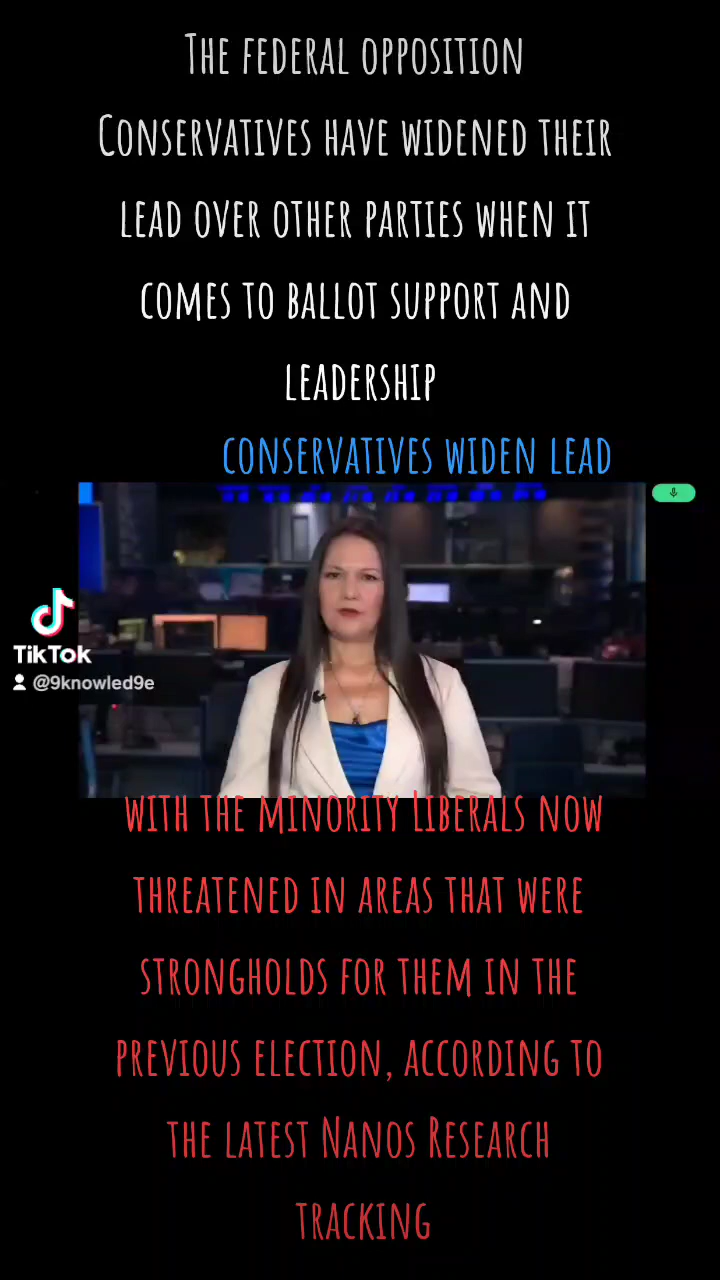 The federal opposition
Conservatives have widened their
lead over other parties when it
comes to ballot support and
leadership
CONSERVATIVES WIDEN LEAD
TikTok
@9knowled9e
with the minority Liberals now
threatened in areas that were
strongholds for them in the
previous election, according to
the latest Nanos Research
tracking